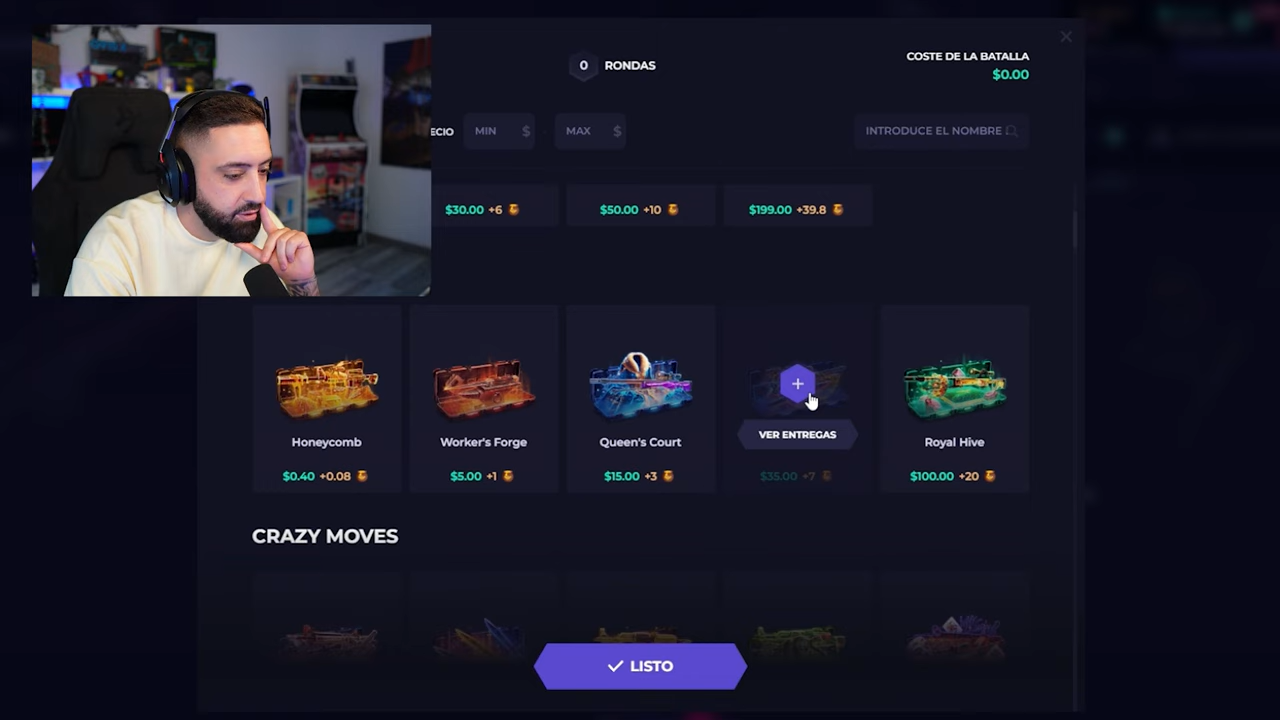 0 RONDAS
COSTE DE LA BATALLA
$0.00
ECIO
MIN $
MAX $
INTRODUCE EL NOMBRE
$30.00 +6
$50.00 +10
$199.00 +39.8
Honeycomb
Worker's Forge
Queen's Court
VER ENTREGAS
Royal Hive
$0.40 +0.08
$5.00 +1
$15.00 +3
$35.00 +7
$100.00 +20
CRAZY MOVES
LISTO